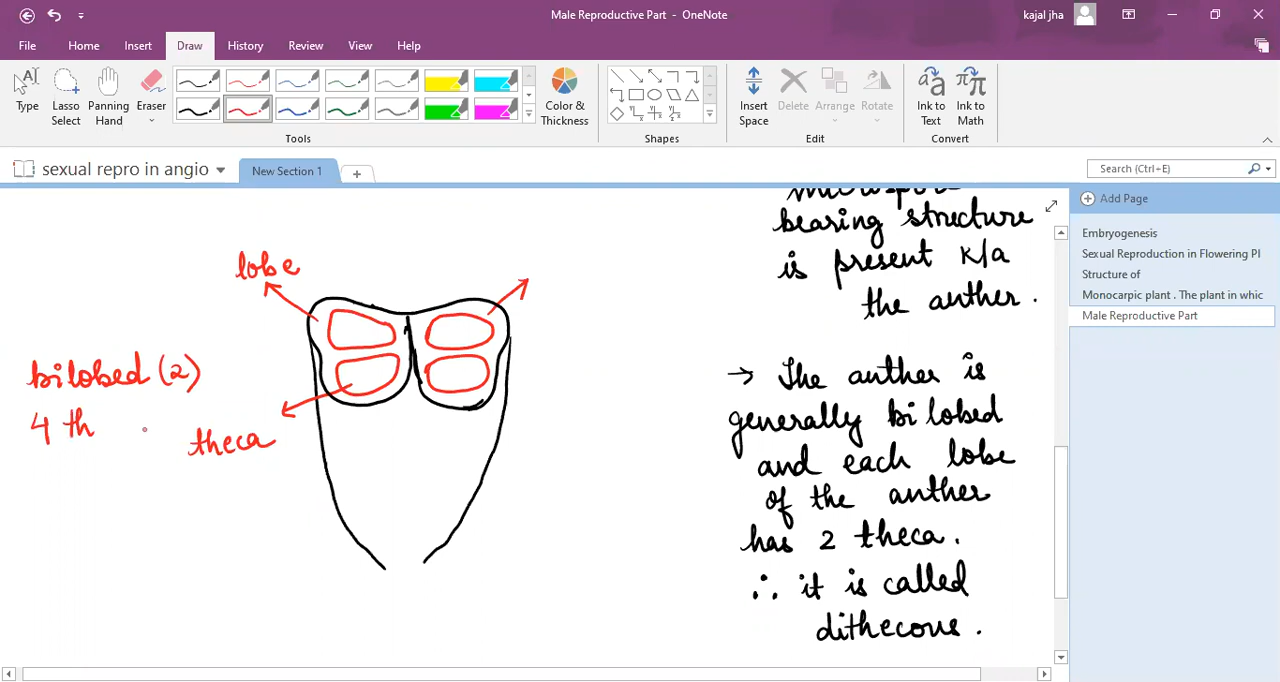 Male Reproductive Part - OneNote
kajal jha
File Home Insert Draw History Review View Help
Type
Lasso Select
Panning Hand
Eraser
Color & Thickness
Insert Space
Delete
Arrange
Rotate
Ink to Text
Ink to Math
Tools
Shapes
Edit
Convert
sexual repro in angio
New Section 1
Search (Ctrl+E)
Add Page
Embryogenesis
Sexual Reproduction in Flowering Pl
Structure of
Monocarpic plant . The plant in whic
Male Reproductive Part
lobe
bilobed (2)
4 th
theca
bearing structure
is present k/a
the anther.
→ The anther is
generally bilobed
and each lobe
of the anther
has 2 theca.
∴ it is called
dithecous.